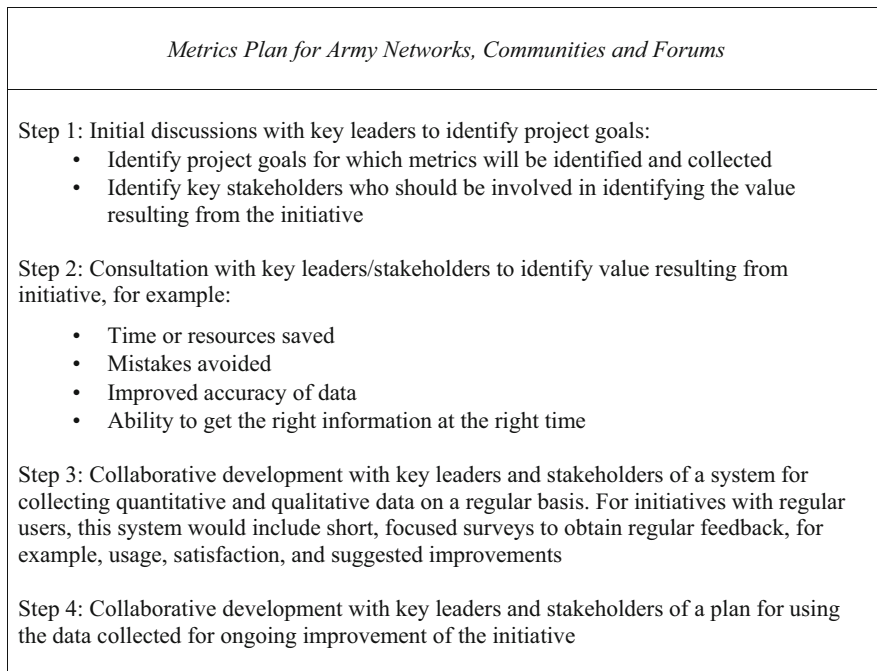 Metrics Plan for Army Networks, Communities and Forums
Step 1: Initial discussions with key leaders to identify project goals:
• Identify project goals for which metrics will be identified and collected
• Identify key stakeholders who should be involved in identifying the value
resulting from the initiative
Step 2: Consultation with key leaders/stakeholders to identify value resulting from
initiative, for example:
• Time or resources saved
• Mistakes avoided
• Improved accuracy of data
• Ability to get the right information at the right time
Step 3: Collaborative development with key leaders and stakeholders of a system for
collecting quantitative and qualitative data on a regular basis. For initiatives with regular
users, this system would include short, focused surveys to obtain regular feedback, for
example, usage, satisfaction, and suggested improvements
Step 4: Collaborative development with key leaders and stakeholders of a plan for using
the data collected for ongoing improvement of the initiative